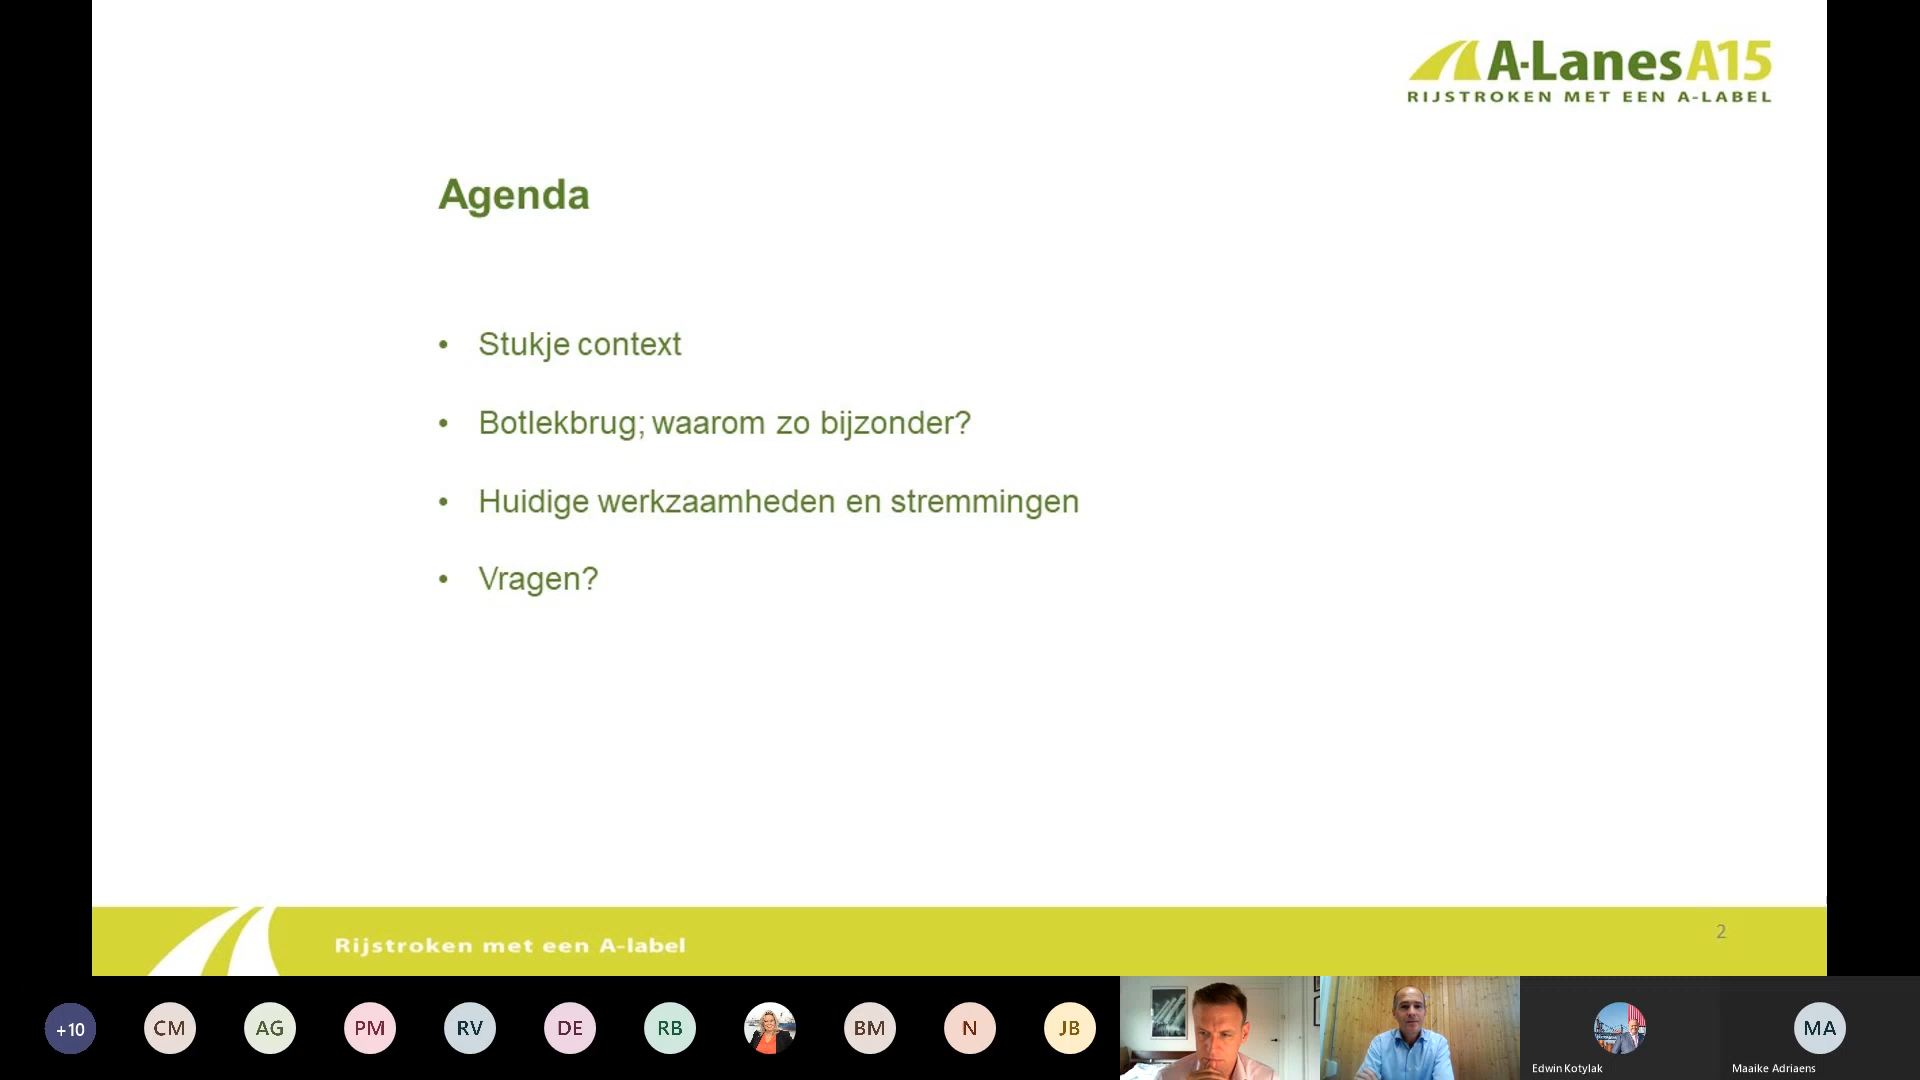 A-LanesA15
RIJSTROKEN MET EEN A-LABEL
Agenda
• Stukje context
• Botlekbrug; waarom zo bijzonder?
• Huidige werkzaamheden en stremmingen
• Vragen?
Rijstroken met een A-label
2
+10
CM
AG
PM
RV
DE
RB
BM
N
JB
Edwin Kotylak
MA
Maaike Adriaens